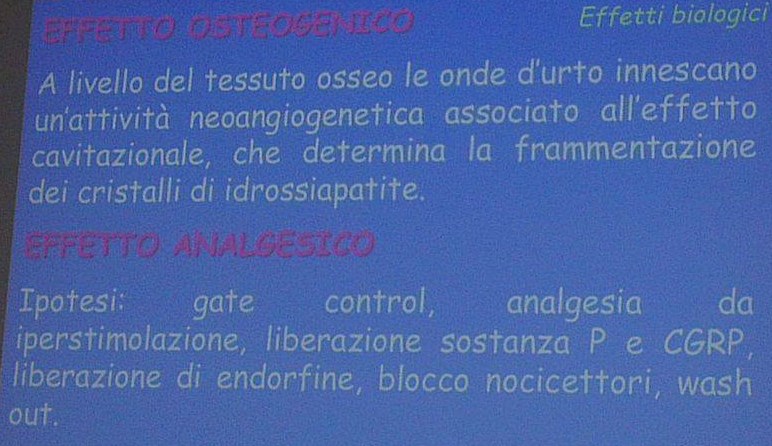 Effetti biologici
EFFETTO OSTEOGENICO
A livello del tessuto osseo le onde d'urto innescano
un'attività neoangiogenetica associato all'effetto
cavitazionale, che determina la frammentazione
dei cristalli di idrossiapatite.
EFFETTO ANALGESICO
Ipotesi: gate control, analgesia da
iperstimolazione, liberazione sostanza P e CGRP,
liberazione di endorfine, blocco nocicettori, wash
out.